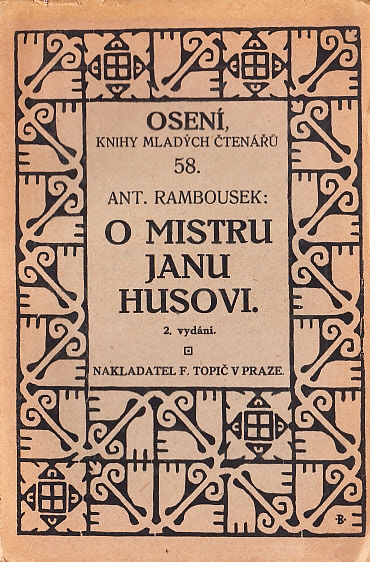 OSENÍ,
KNIHY MLADÝCH ČTENÁŘŮ
58.
ANT. RAMBOUSEK:
O MISTRU
JANU
HUSOVI.
2. vydání.
NAKLADATEL F. TOPIČ V PRAZE.
·B·